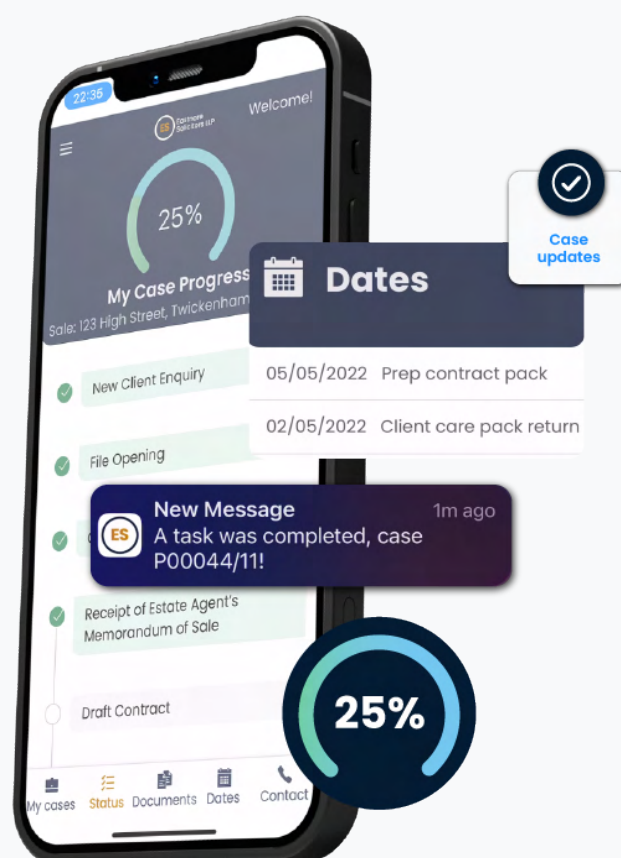 22:35
ES
Eastmore
Solicitors LLP
Welcome!
25%
My Case Progress
Sale: 123 High Street, Twickenham
Case
updates
Dates
05/05/2022 Prep contract pack
02/05/2022 Client care pack return
New Client Enquiry
File Opening
New Message 1m ago
ES
A task was completed, case
P00044/11!
Receipt of Estate Agent's
Memorandum of Sale
Draft Contract
25%
My cases Status Documents Dates Contact